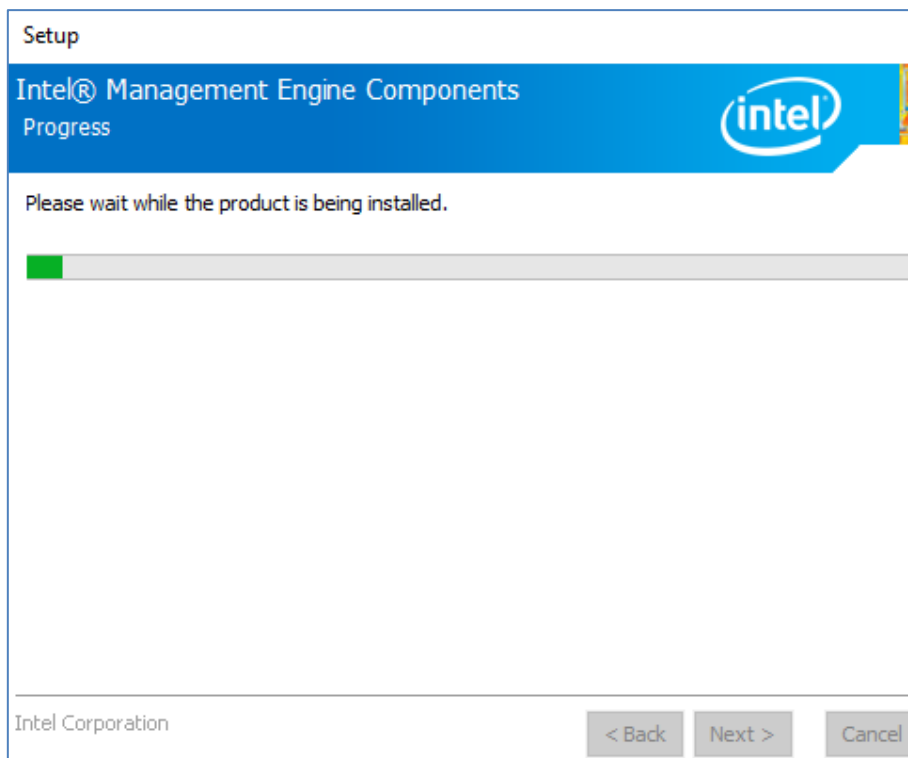 Setup
Intel® Management Engine Components
Progress
intel
Please wait while the product is being installed.
Intel Corporation
< Back Next > Cancel